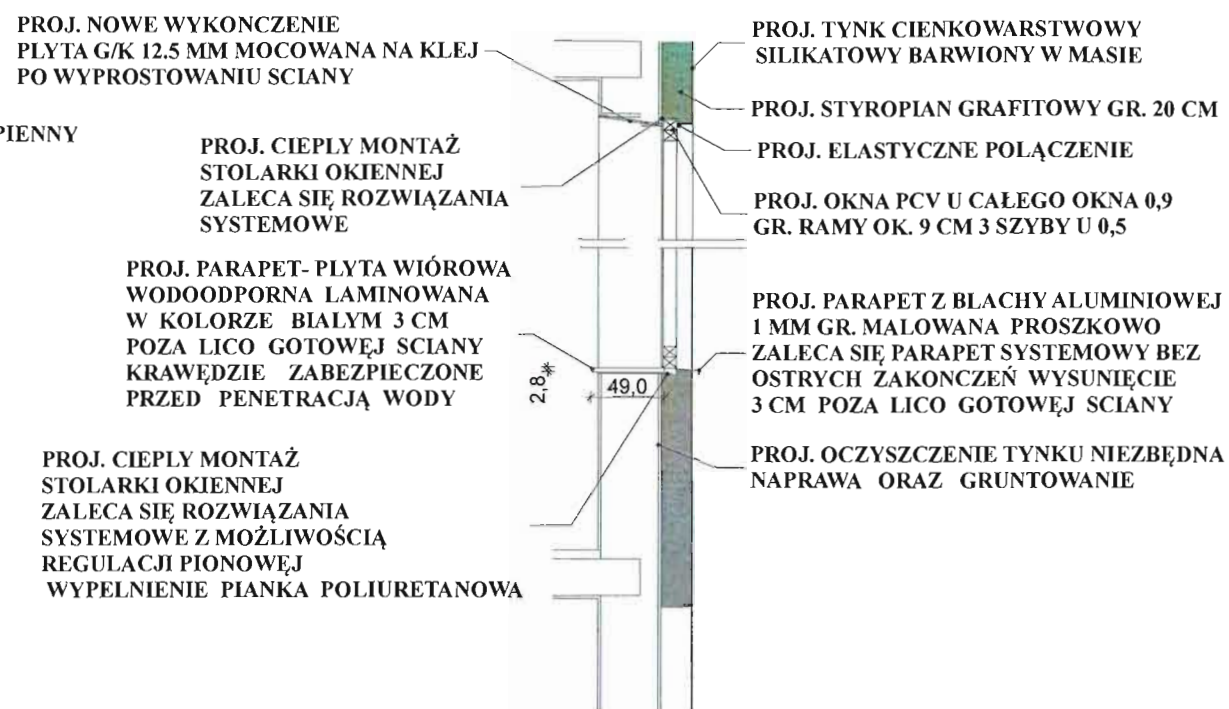 PROJ. NOWE WYKONCZENIE
PLYTA G/K 12.5 MM MOCOWANA NA KLEJ
PO WYPROSTOWANIU SCIANY
PIENNY
PROJ. CIEPLY MONTAŻ
STOLARKI OKIENNEJ
ZALECA SIĘ ROZWIĄZANIA
SYSTEMOWE
PROJ. PARAPET- PLYTA WIÓROWA
WODOODPORNA LAMINOWANA
W KOLORZE BIALYM 3 CM
POZA LICO GOTOWĘJ SCIANY
KRAWĘDZIE ZABEZPIECZONE
PRZED PENETRACJĄ WODY
2,8
49,0
PROJ. CIEPLY MONTAŻ
STOLARKI OKIENNEJ
ZALECA SIĘ ROZWIĄZANIA
SYSTEMOWE Z MOŻLIWOŚCIĄ
REGULACJI PIONOWĘJ
WYPELNIENIE PIANKA POLIURETANOWA
PROJ. TYNK CIENKOWARSTWOWY
SILIKATOWY BARWIONY W MASIE
PROJ. STYROPIAN GRAFITOWY GR. 20 CM
PROJ. ELASTYCZNE POLĄCZENIE
PROJ. OKNA PCV U CAŁEGO OKNA 0,9
GR. RAMY OK. 9 CM 3 SZYBY U 0,5
PROJ. PARAPET Z BLACHY ALUMINIOWEJ
1 MM GR. MALOWANA PROSZKOWO
ZALECA SIĘ PARAPET SYSTEMOWY BEZ
OSTRYCH ZAKONCZEŃ WYSUNIĘCIE
3 CM POZA LICO GOTOWĘJ SCIANY
PROJ. OCZYSZCZENIE TYNKU NIEZBĘDNA
NAPRAWA ORAZ GRUNTOWANIE